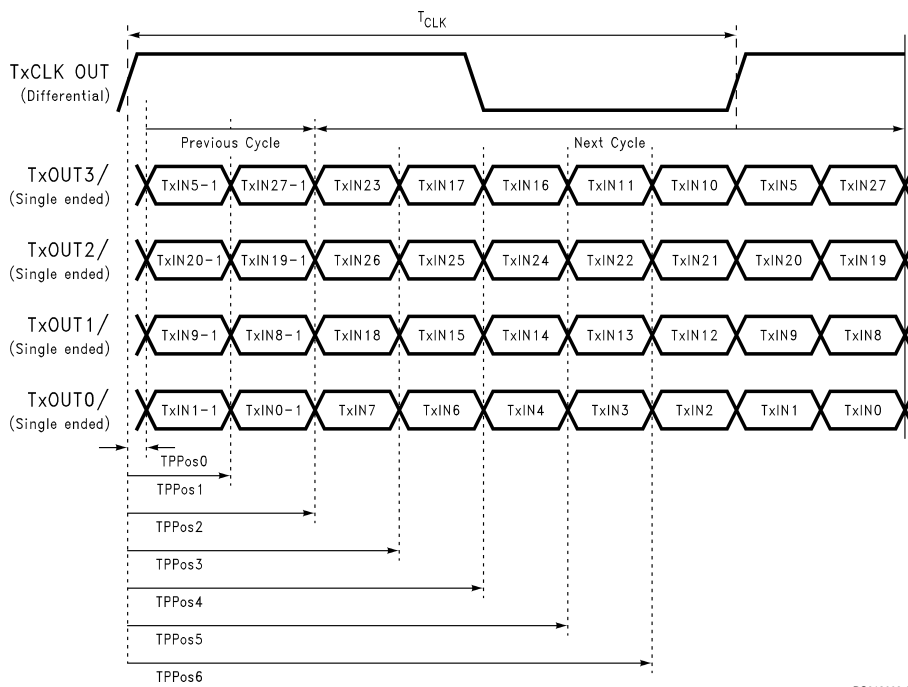 TCLK
TxCLK OUT
(Differential)
Previous Cycle
Next Cycle
TxOUT3/
(Single ended)
TxIN5-1 TxIN27-1 TxIN23 TxIN17 TxIN16 TxIN11 TxIN10 TxIN5 TxIN27
TxOUT2/
(Single ended)
TxIN20-1 TxIN19-1 TxIN26 TxIN25 TxIN24 TxIN22 TxIN21 TxIN20 TxIN19
TxOUT1/
(Single ended)
TxIN9-1 TxIN8-1 TxIN18 TxIN15 TxIN14 TxIN13 TxIN12 TxIN9 TxIN8
TxOUT0/
(Single ended)
TxIN1-1 TxIN0-1 TxIN7 TxIN6 TxIN4 TxIN3 TxIN2 TxIN1 TxIN0
TPPos0
TPPos1
TPPos2
TPPos3
TPPos4
TPPos5
TPPos6